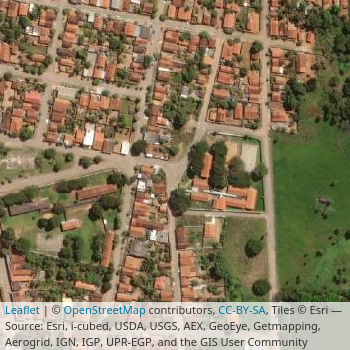 Leaflet | © OpenStreetMap contributors, CC-BY-SA, Tiles © Esri —
Source: Esri, i-cubed, USDA, USGS, AEX, GeoEye, Getmapping,
Aerogrid, IGN, IGP, UPR-EGP, and the GIS User Community